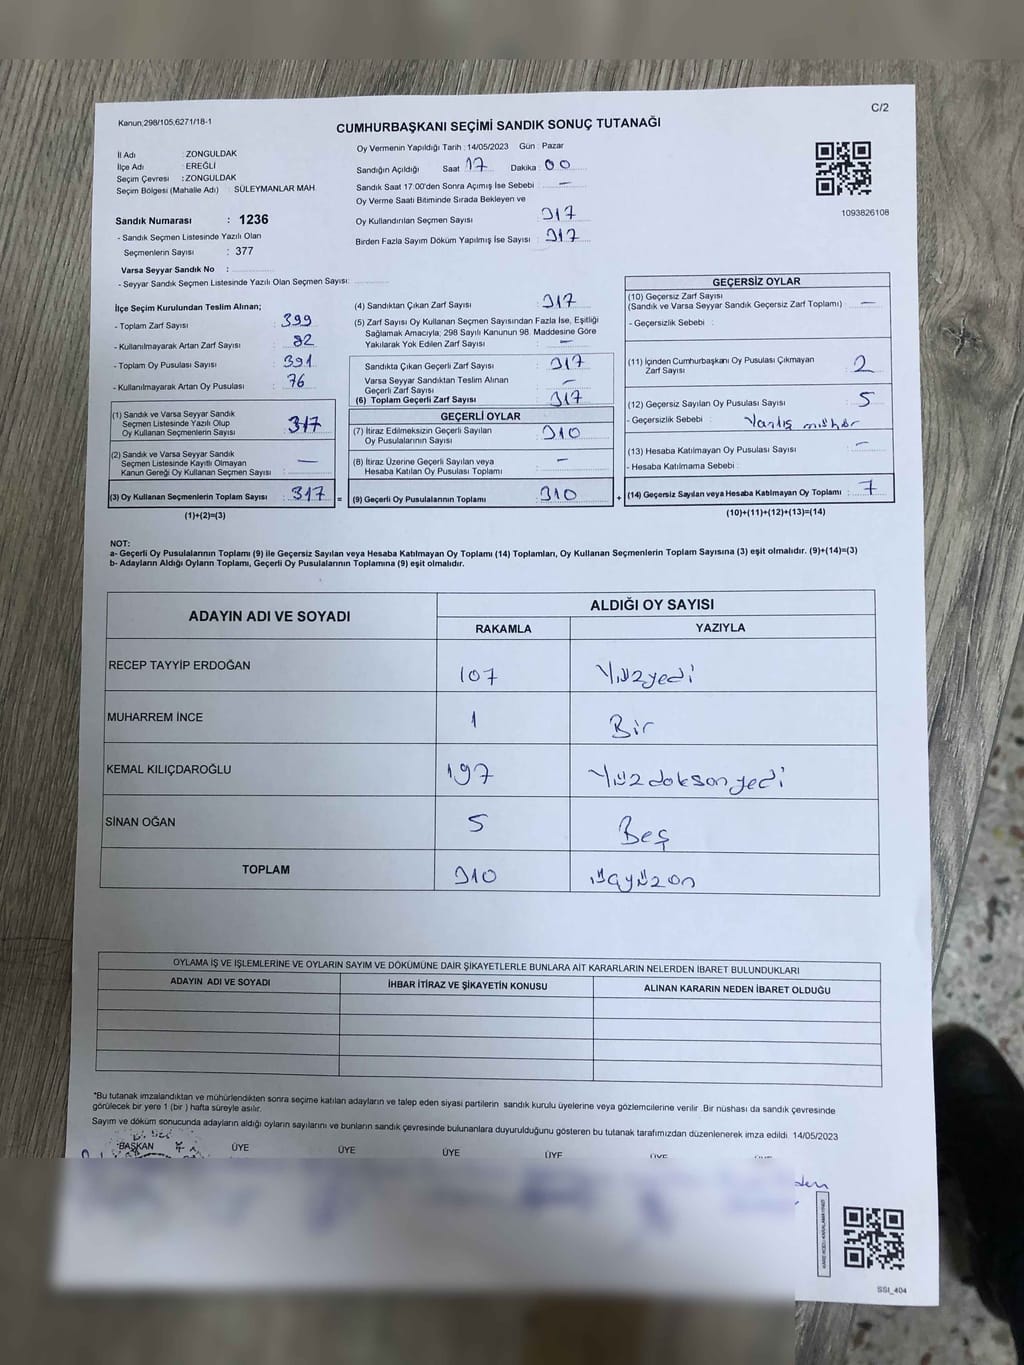 C/2
Kanun;298/105,6271/18-1
CUMHURBAŞKANI SEÇİMİ SANDIK SONUÇ TUTANAĞI
İl Adı : ZONGULDAK
İlçe Adı : EREĞLİ
Seçim Çevresi : ZONGULDAK
Seçim Bölgesi (Mahalle Adı) : SÜLEYMANLAR MAH.
Sandık Numarası : 1236
- Sandık Seçmen Listesinde Yazılı Olan
Seçmenlerin Sayısı : 377
Varsa Seyyar Sandık No :
- Seyyar Sandık Listesinde Yazılı Olan Seçmen Sayısı:
Oy Vermenin Yapıldığı Tarih : 14/05/2023 Gün : Pazar
Sandığın Açıldığı Saat 17 Dakika : 00
Sandık Saat 17:00'den Sonra Açımış İse Sebebi : —
Oy Verme Saati Bitiminde Sırada Bekleyen ve
Oy Kullandırılan Seçmen Sayısı : 317
Birden Fazla Sayım Döküm Yapılmış İse Sayısı : 317
1093826108
İlçe Seçim Kurulundan Teslim Alınan;
- Toplam Zarf Sayısı : 399
- Kullanılmayarak Artan Zarf Sayısı : 82
- Toplam Oy Pusulası Sayısı : 391
- Kullanılmayarak Artan Oy Pusulası : 76
(1) Sandık ve Varsa Seyyar Sandık
Seçmen Listesinde Yazılı Olup
Oy Kullanan Seçmenlerin Sayısı : 317
(2) Sandık ve Varsa Seyyar Sandık
Seçmen Listesinde Kayıtlı Olmayan
Kanun Gereği Oy Kullanan Seçmen Sayısı : —
(3) Oy Kullanan Seçmenlerin Toplam Sayısı : 317 =
(1)+(2)=(3)
(4) Sandıktan Çıkan Zarf Sayısı : 317
(5) Zarf Sayısı Oy Kullanan Seçmen Sayısından Fazla İse, Eşitliği
Sağlamak Amacıyla, 298 Sayılı Kanunun 98. Maddesine Göre
Yakılarak Yok Edilen Zarf Sayısı : —
Sandıkta Çıkan Geçerli Zarf Sayısı : 317
Varsa Seyyar Sandıktan Teslim Alınan
Geçerli Zarf Sayısı : —
(6) Toplam Geçerli Zarf Sayısı : 317
GEÇERLİ OYLAR
(7) İtiraz Edilmeksizin Geçerli Sayılan
Oy Pusulalarının Sayısı : 310
(8) İtiraz Üzerine Geçerli Sayılan veya
Hesaba Katılan Oy Pusulası Toplamı : —
(9) Geçerli Oy Pusulalarının Toplamı : 310 +
GEÇERSİZ OYLAR
(10) Geçersiz Zarf Sayısı
(Sandık ve Varsa Seyyar Sandık Geçersiz Zarf Toplamı) : —
- Geçersizlik Sebebi :
(11) İçinden Cumhurbaşkanı Oy Pusulası Çıkmayan
Zarf Sayısı : 2
(12) Geçersiz Sayılan Oy Pusulası Sayısı : 5
- Geçersizlik Sebebi : Yanlış mühür
(13) Hesaba Katılmayan Oy Pusulası Sayısı : —
- Hesaba Katılmama Sebebi :
(14) Geçersiz Sayılan veya Hesaba Katılmayan Oy Toplamı : 7
(10)+(11)+(12)+(13)=(14)
NOT:
a- Geçerli Oy Pusulalarının Toplamı (9) ile Geçersiz Sayılan veya Hesaba Katılmayan Oy Toplamı (14) Toplamları, Oy Kullanan Seçmenlerin Toplam Sayısına (3) eşit olmalıdır. (9)+(14)=(3)
b- Adayların Aldığı Oyların Toplamı, Geçerli Oy Pusulalarının Toplamına (9) eşit olmalıdır.
ADAYIN ADI VE SOYADI ALDIĞI OY SAYISI
RAKAMLA YAZIYLA
RECEP TAYYİP ERDOĞAN 107 Yüzyedi
MUHARREM İNCE 1 Bir
KEMAL KILIÇDAROĞLU 197 Yüzdoksanyedi
SİNAN OĞAN 5 Beş
TOPLAM 310 üçyüzon
OYLAMA İŞ VE İŞLEMLERİNE VE OYLARIN SAYIM VE DÖKÜMÜNE DAİR ŞİKAYETLERLE BUNLARA AİT KARARLARIN NELERDEN İBARET BULUNDUKLARI
ADAYIN ADI VE SOYADI İHBAR İTİRAZ VE ŞİKAYETİN KONUSU ALINAN KARARIN NEDEN İBARET OLDUĞU
*Bu tutanak imzalandıktan ve mühürlendikten sonra seçime katılan adayların ve talep eden siyasi partilerin sandık kurulu üyelerine veya gözlemcilerine verilir. Bir nüshası da sandık çevresinde
görülecek bir yere 1 (bir ) hafta süreyle asılır.
Sayım ve döküm sonucunda adayların aldığı oyların sayılarını ve bunların sandık çevresinde bulunanlara duyurulduğunu gösteren bu tutanak tarafımızdan düzenlenerek imza edildi. 14/05/2023
BAŞKAN ÜYE ÜYE ÜYE ÜYE ÜYE
SSI_404